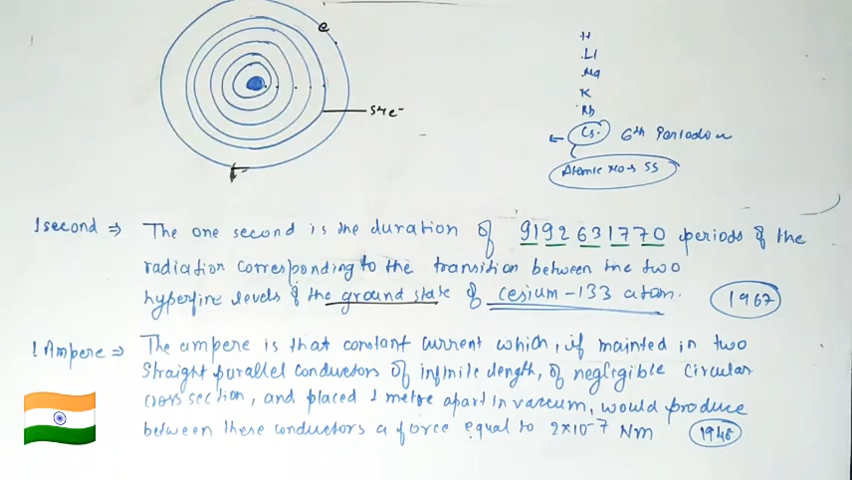 e
54e-
H
Li
Na
K
Rb
Cs.
6th Period
Atomic no → 55
1second ⇒ The one second is the duration of 9192631770 periods of the
radiation corresponding to the transition between the two
hyperfine levels of the ground state of cesium-133 atom. 1967
1 Ampere ⇒ The ampere is that constant current which, if mainted in two
straight parallel conductors of infinite length, of negligible circular
cross section, and placed 1 metre apart in vaccum, would produce
between these conductors a force equal to 2×10-7 Nm 1948